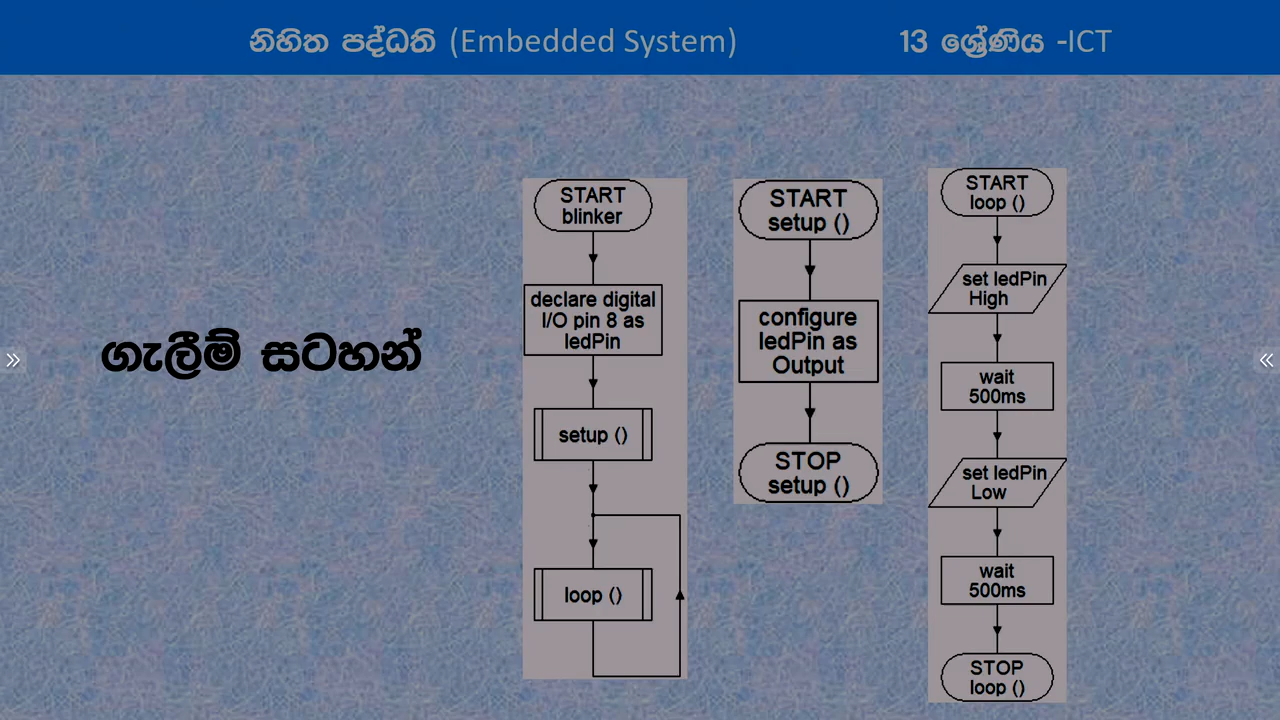 නිහිත පද්ධති (Embedded System)
13 ශ්‍රේණිය -ICT
ගැලීම් සටහන්
START
blinker
declare digital
I/O pin 8 as
ledPin
setup ()
loop ()
START
setup ()
configure
ledPin as
Output
STOP
setup ()
START
loop ()
set ledPin
High
wait
500ms
set ledPin
Low
wait
500ms
STOP
loop ()